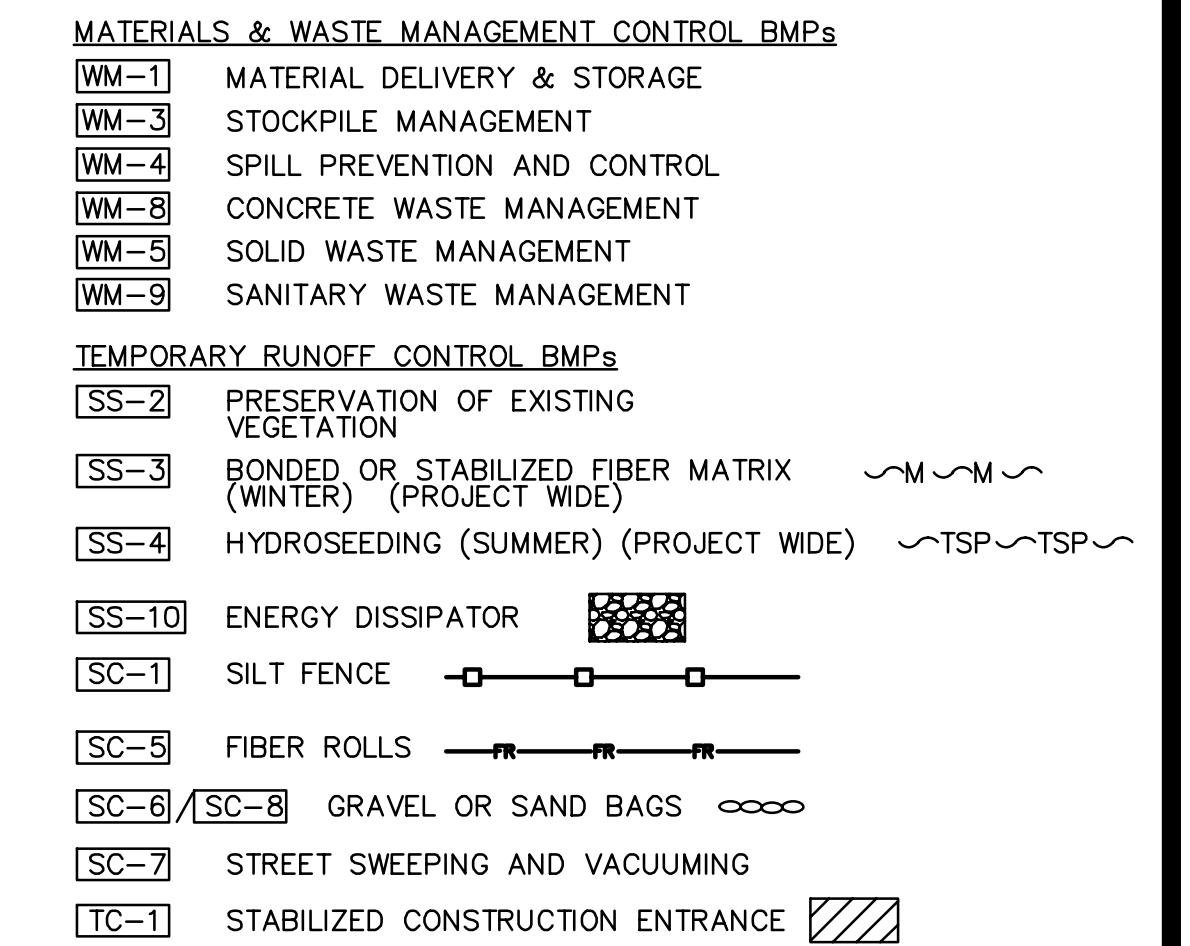 MATERIALS & WASTE MANAGEMENT CONTROL BMPs
WM-1 MATERIAL DELIVERY & STORAGE
WM-3 STOCKPILE MANAGEMENT
WM-4 SPILL PREVENTION AND CONTROL
WM-8 CONCRETE WASTE MANAGEMENT
WM-5 SOLID WASTE MANAGEMENT
WM-9 SANITARY WASTE MANAGEMENT
TEMPORARY RUNOFF CONTROL BMPs
SS-2 PRESERVATION OF EXISTING
VEGETATION
SS-3 BONDED OR STABILIZED FIBER MATRIX M M
(WINTER) (PROJECT WIDE)
SS-4 HYDROSEEDING (SUMMER) (PROJECT WIDE) TSP TSP
SS-10 ENERGY DISSIPATOR
SC-1 SILT FENCE
SC-5 FIBER ROLLS FR FR FR
SC-6/SC-8 GRAVEL OR SAND BAGS
SC-7 STREET SWEEPING AND VACUUMING
TC-1 STABILIZED CONSTRUCTION ENTRANCE